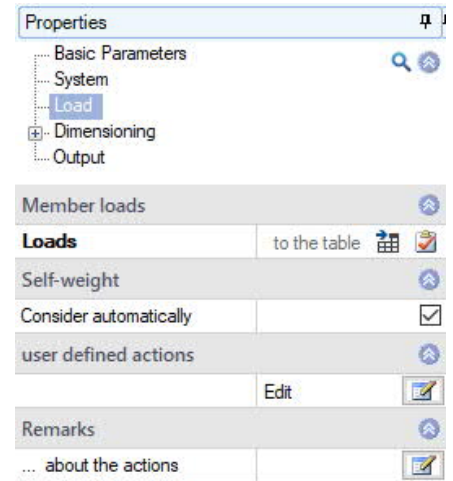 Properties
Basic Parameters
System
Load
Dimensioning
Output
Member loads
Loads to the table
Self-weight
Consider automatically
user defined actions
Edit
Remarks
... about the actions